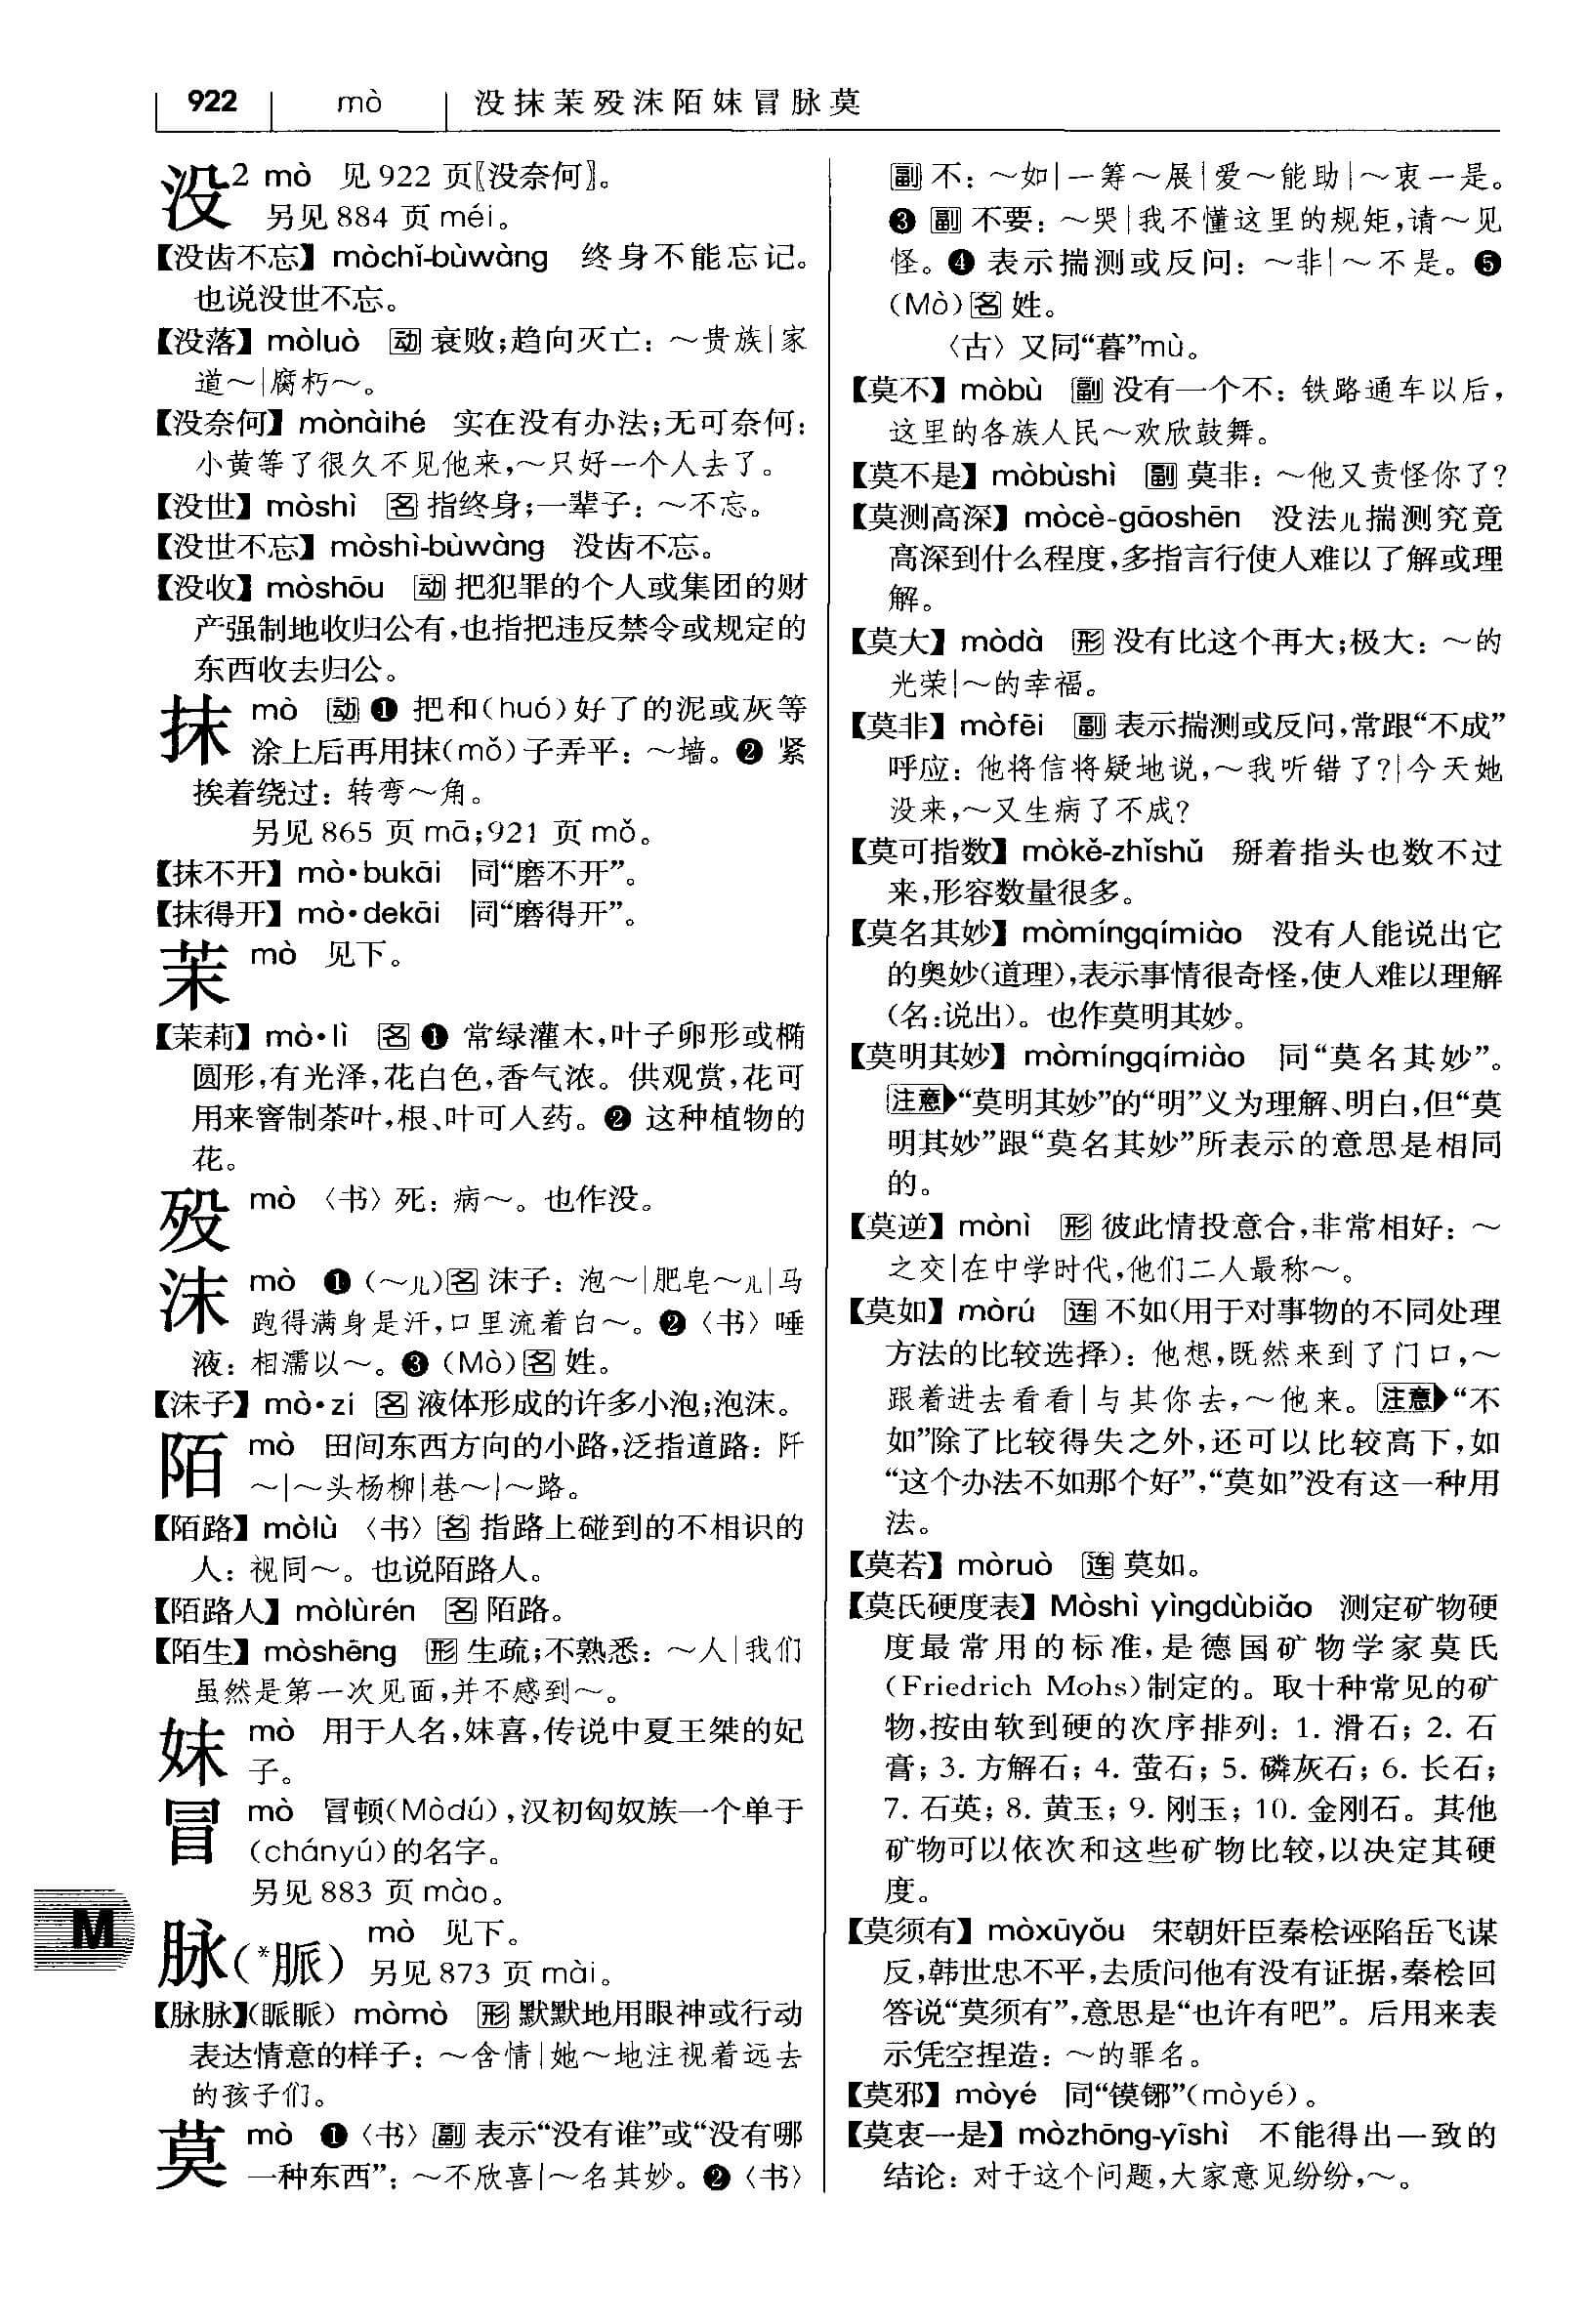 922 mò 没抹茉殁沫陌妺冒脉莫
没2 mò 见922页〖没奈何〗。
另见884页méi。
【没齿不忘】mòchǐ-bùwàng 终身不能忘记。
也说没世不忘。
【没落】mòluò 动 衰败;趋向灭亡：～贵族|家
道～|腐朽～。
【没奈何】mònàihé 实在没有办法;无可奈何：
小黄等了很久不见他来,～只好一个人去了。
【没世】mòshì 名 指终身;一辈子：～不忘。
【没世不忘】mòshì-bùwàng 没齿不忘。
【没收】mòshōu 动 把犯罪的个人或集团的财
产强制地收归公有,也指把违反禁令或规定的
东西收去归公。
抹 mò 动 ❶ 把和(huó)好了的泥或灰等
涂上后再用抹(mǒ)子弄平：～墙。❷ 紧
挨着绕过：转弯～角。
另见865页mā;921页mǒ。
【抹不开】mò•bukāi 同“磨不开”。
【抹得开】mò•dekāi 同“磨得开”。
茉 mò 见下。
【茉莉】mò•lì 名 ❶ 常绿灌木,叶子卵形或椭
圆形,有光泽,花白色,香气浓。供观赏,花可
用来窨制茶叶,根、叶可入药。❷ 这种植物的
花。
殁 mò 〈书〉死：病～。也作没。
沫 mò ❶ (～儿)名 沫子：泡～|肥皂～儿|马
跑得满身是汗,口里流着白～。❷〈书〉唾
液：相濡以～。❸ (Mò)名 姓。
【沫子】mò•zi 名 液体形成的许多小泡;泡沫。
陌 mò 田间东西方向的小路,泛指道路：阡
～|～头杨柳|巷～|～路。
【陌路】mòlù 〈书〉名 指路上碰到的不相识的
人：视同～。也说陌路人。
【陌路人】mòlùrén 名 陌路。
【陌生】mòshēng 形 生疏;不熟悉：～人|我们
虽然是第一次见面,并不感到～。
妺 mò 用于人名,妺喜,传说中夏王桀的妃
子。
冒 mò 冒顿(Mòdú),汉初匈奴族一个单于
(chányú)的名字。
另见883页mào。
脉(*脈) mò 见下。
另见873页mài。
【脉脉】(眽眽) mòmò 形 默默地用眼神或行动
表达情意的样子：～含情|她～地注视着远去
的孩子们。
莫 mò ❶〈书〉副 表示“没有谁”或“没有哪
一种东西”：～不欣喜|～名其妙。❷〈书〉
副 不：～如|一筹～展|爱～能助|～衷一是。
❸ 副 不要：～哭|我不懂这里的规矩,请～见
怪。❹ 表示揣测或反问：～非|～不是。❺
(Mò)名 姓。
〈古〉又同“暮”mù。
【莫不】mòbù 副 没有一个不：铁路通车以后,
这里的各族人民～欢欣鼓舞。
【莫不是】mòbùshì 副 莫非：～他又责怪你了?
【莫测高深】mòcè-gāoshēn 没法儿揣测究竟
高深到什么程度,多指言行使人难以了解或理
解。
【莫大】mòdà 形 没有比这个再大;极大：～的
光荣|～的幸福。
【莫非】mòfēi 副 表示揣测或反问,常跟“不成”
呼应：他将信将疑地说,～我听错了?|今天她
没来,～又生病了不成?
【莫可指数】mòkě-zhǐshǔ 掰着指头也数不过
来,形容数量很多。
【莫名其妙】mòmíngqímiào 没有人能说出它
的奥妙(道理),表示事情很奇怪,使人难以理解
(名:说出)。也作莫明其妙。
【莫明其妙】mòmíngqímiào 同“莫名其妙”。
注意 “莫明其妙”的“明”义为理解、明白,但“莫
明其妙”跟“莫名其妙”所表示的意思是相同
的。
【莫逆】mònì 形 彼此情投意合,非常相好：～
之交|在中学时代,他们二人最称～。
【莫如】mòrú 连 不如(用于对事物的不同处理
方法的比较选择)：他想,既然来到了门口,～
跟着进去看看|与其你去,～他来。注意 “不
如”除了比较得失之外,还可以比较高下,如
“这个办法不如那个好”,“莫如”没有这一种用
法。
【莫若】mòruò 连 莫如。
【莫氏硬度表】Mòshì yìngdùbiǎo 测定矿物硬
度最常用的标准,是德国矿物学家莫氏
(Friedrich Mohs)制定的。取十种常见的矿
物,按由软到硬的次序排列：1. 滑石; 2. 石
膏; 3. 方解石; 4. 萤石; 5. 磷灰石; 6. 长石;
7. 石英; 8. 黄玉; 9. 刚玉; 10. 金刚石。其他
矿物可以依次和这些矿物比较,以决定其硬
度。
【莫须有】mòxūyǒu 宋朝奸臣秦桧诬陷岳飞谋
反,韩世忠不平,去质问他有没有证据,秦桧回
答说“莫须有”,意思是“也许有吧”。后用来表
示凭空捏造：～的罪名。
【莫邪】mòyé 同“镆铘”(mòyé)。
【莫衷一是】mòzhōng-yīshì 不能得出一致的
结论：对于这个问题,大家意见纷纷,～。
M